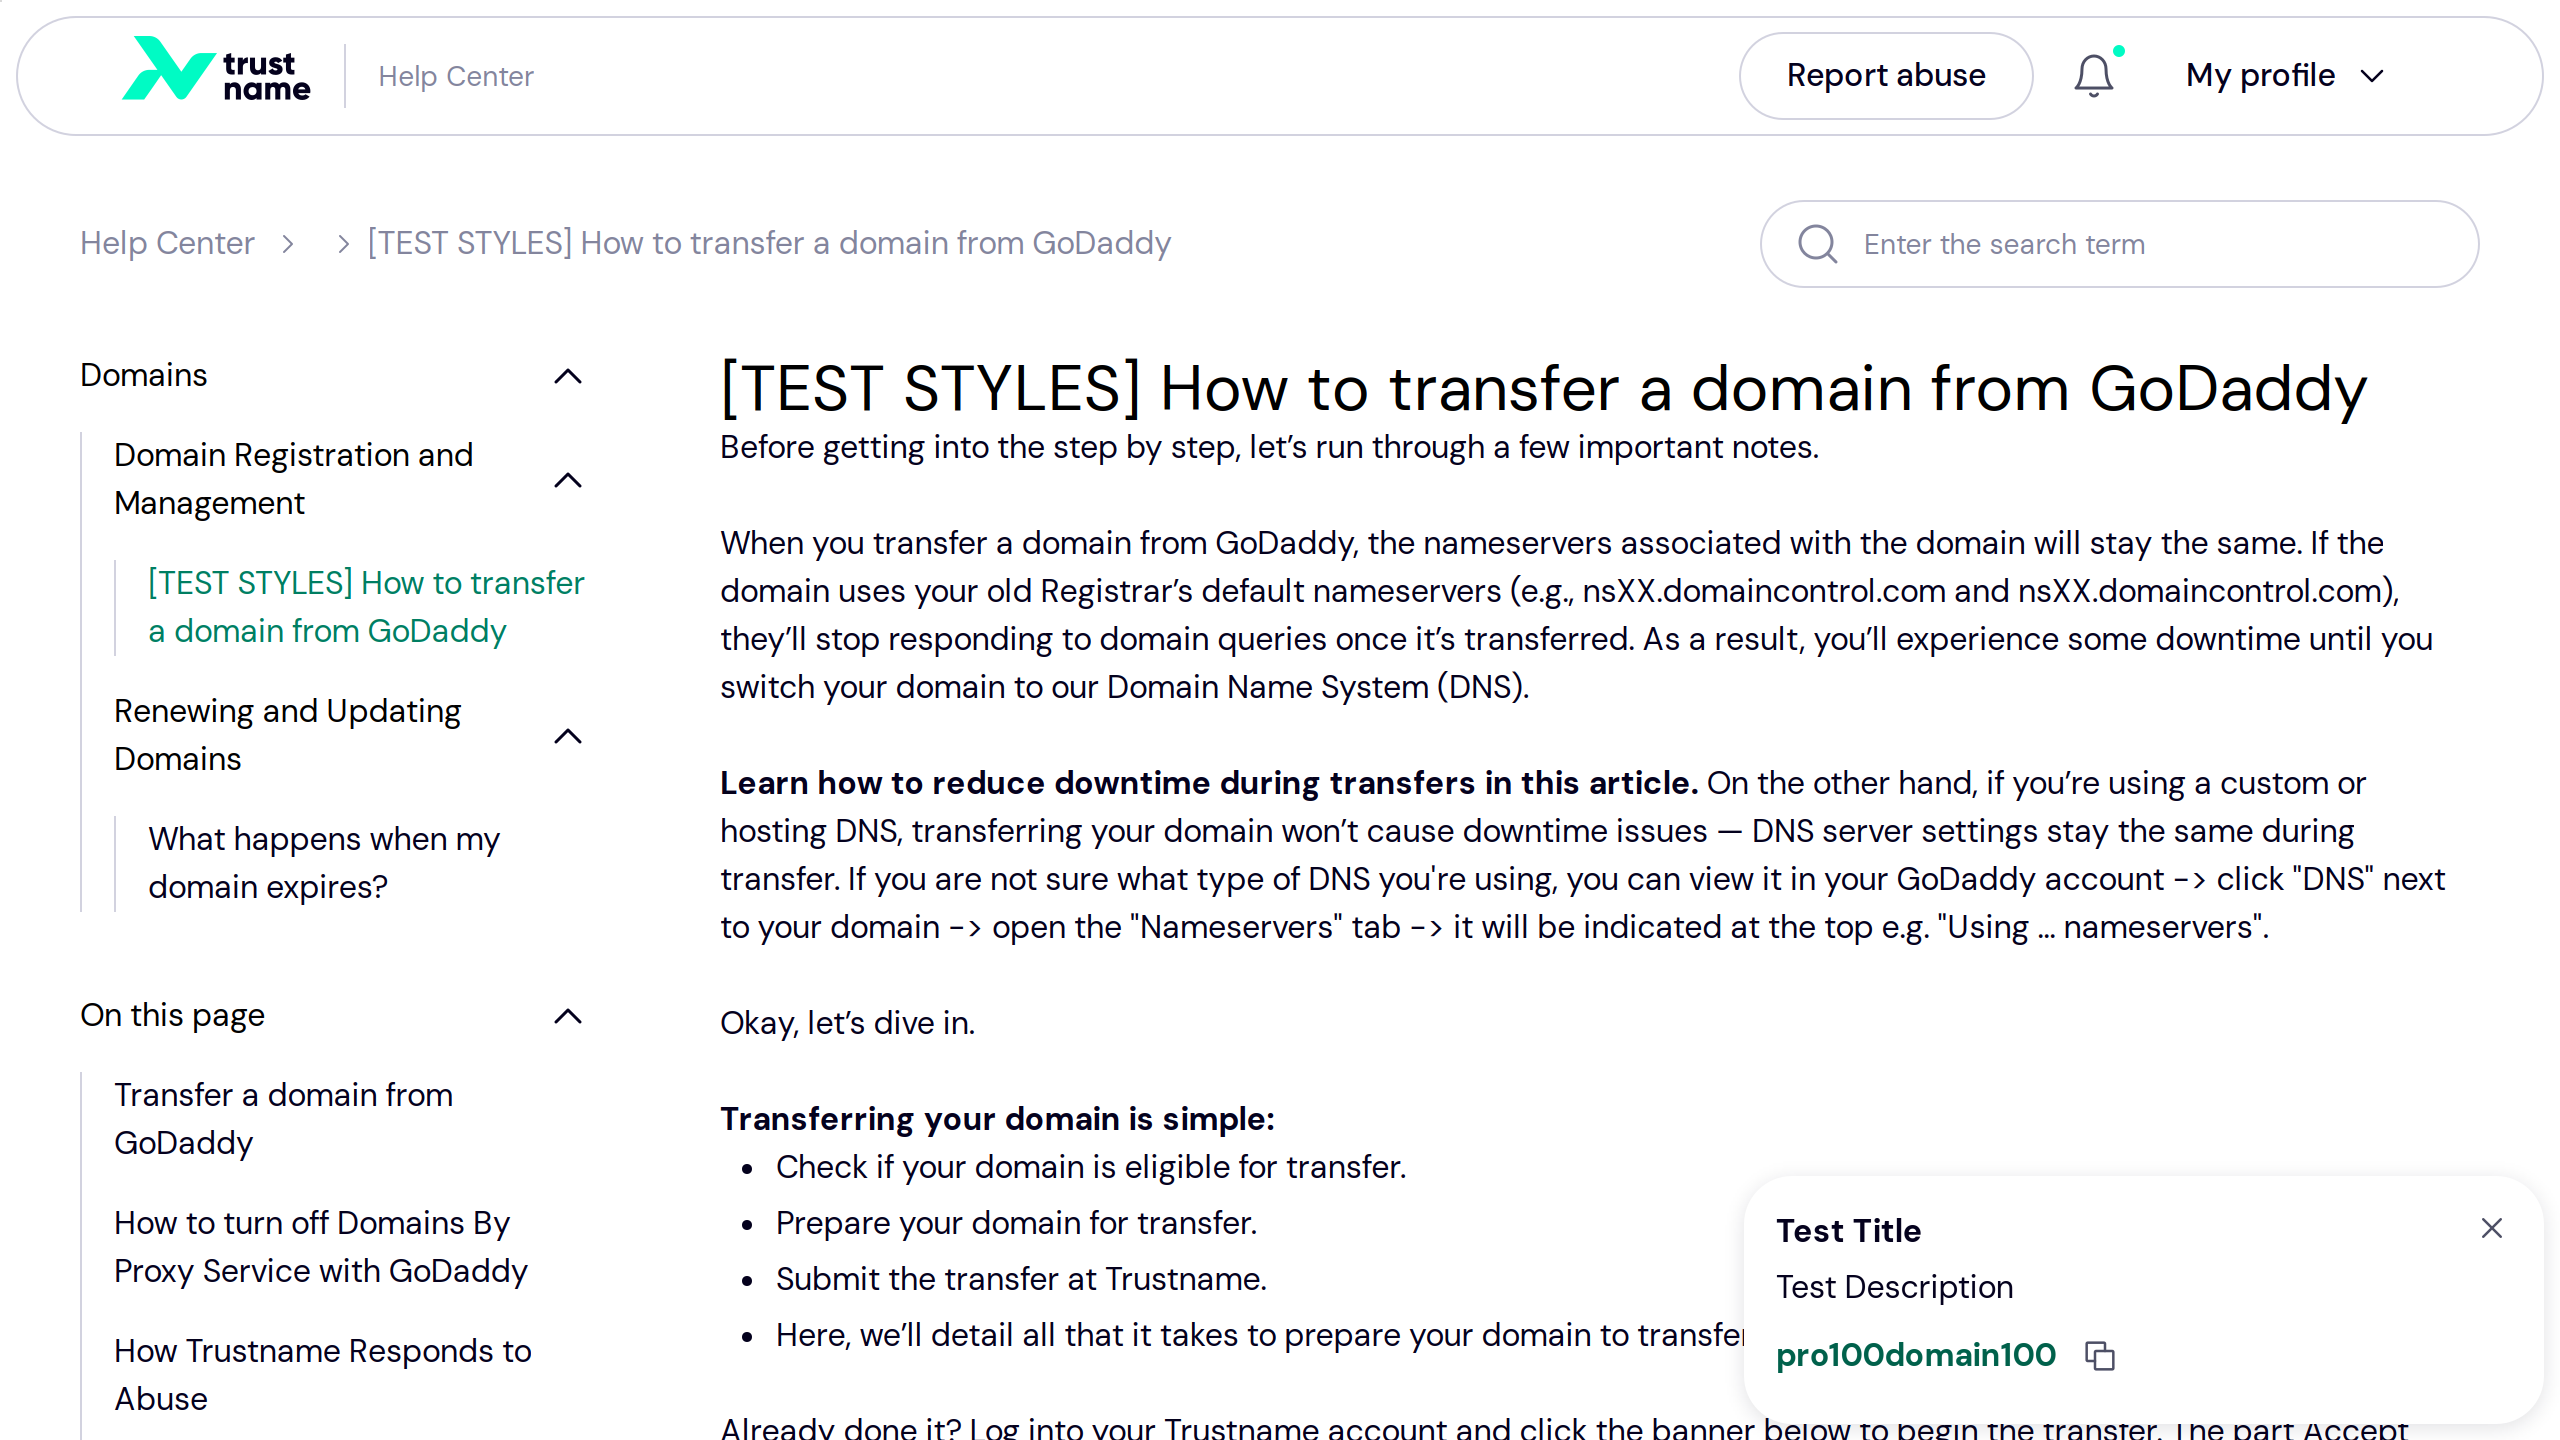 trust
name
Help Center
Report abuse
My profile
Help Center
[TEST STYLES] How to transfer a domain from GoDaddy
Enter the search term
Domains
Domain Registration and
Management
[TEST STYLES] How to transfer
a domain from GoDaddy
Renewing and Updating
Domains
What happens when my
domain expires?
On this page
Transfer a domain from
GoDaddy
How to turn off Domains By
Proxy Service with GoDaddy
How Trustname Responds to
Abuse
[TEST STYLES] How to transfer a domain from GoDaddy
Before getting into the step by step, let’s run through a few important notes.
When you transfer a domain from GoDaddy, the nameservers associated with the domain will stay the same. If the
domain uses your old Registrar’s default nameservers (e.g., nsXX.domaincontrol.com and nsXX.domaincontrol.com),
they’ll stop responding to domain queries once it’s transferred. As a result, you’ll experience some downtime until you
switch your domain to our Domain Name System (DNS).
Learn how to reduce downtime during transfers in this article. On the other hand, if you’re using a custom or
hosting DNS, transferring your domain won’t cause downtime issues — DNS server settings stay the same during
transfer. If you are not sure what type of DNS you're using, you can view it in your GoDaddy account -> click "DNS" next
to your domain -> open the "Nameservers" tab -> it will be indicated at the top e.g. "Using ... nameservers".
Okay, let’s dive in.
Transferring your domain is simple:
• Check if your domain is eligible for transfer.
• Prepare your domain for transfer.
• Submit the transfer at Trustname.
• Here, we’ll detail all that it takes to prepare your domain to transfer
Already done it? Log into your Trustname account and click the banner below to begin the transfer. The part Accept
Test Title
Test Description
pro100domain100